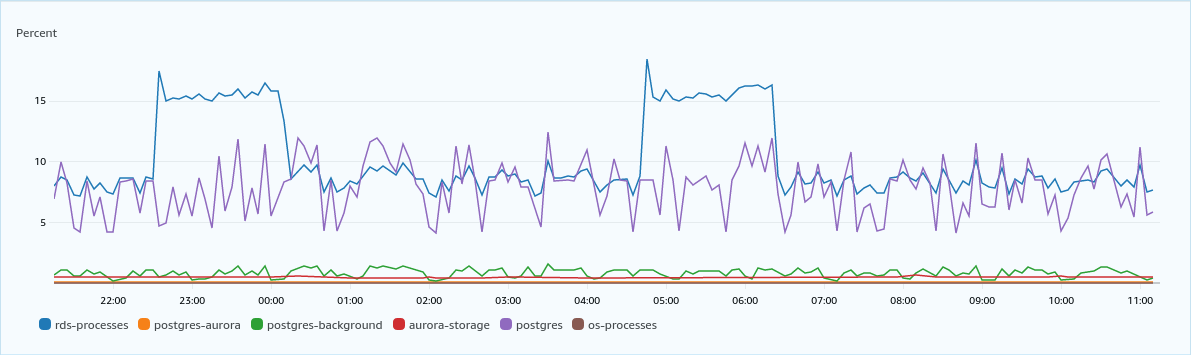 Percent
15
10
5
22:00 23:00 00:00 01:00 02:00 03:00 04:00 05:00 06:00 07:00 08:00 09:00 10:00 11:00
rds-processes postgres-aurora postgres-background aurora-storage postgres os-processes